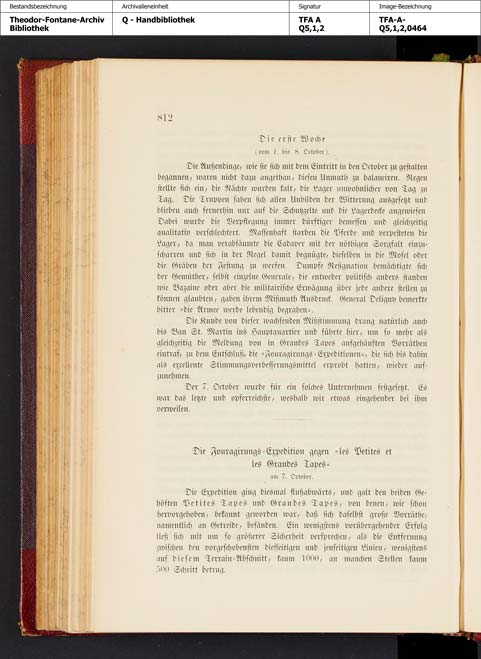 Bestandsbezeichnung Archivalieneinheit Signatur Image-Bezeichnung
Theodor-Fontane-Archiv Q - Handbibliothek TFA A TFA-A-
Bibliothek Q5,1,2 Q5,1,2,0464
812
Die erste Woche
(vom 1. bis 8. October).
Die Außendinge, wie sie sich mit dem Eintritt in den October zu gestalten
begannen, waren nicht dazu angethan, diesen Unmuth zu balanciren. Regen
stellte sich ein, die Nächte wurden kalt, die Lager unwohnlicher von Tag zu
Tag. Die Truppen sahen sich allen Unbilden der Witterung ausgesetzt und
blieben auch fernerhin nur auf die Schutzzelte und die Lagerdecke angewiesen
Dabei wurde die Verpflegung immer dürftiger bemessen und gleichzeitig
qualitativ verschlechtert. Massenhaft starben die Pferde und verpesteten die
Lager, da man verabsäumte die Cadaver mit der nöthigen Sorgfalt einzu-
scharren und sich in der Regel damit begnügte, dieselben in die Mosel oder
die Gräben der Festung zu werfen. Dumpfe Resignation bemächtigte sich
der Gemüther, selbst einzelne Generale, die entweder politisch anders standen
wie Bazaine oder aber die militairische Erwägung über jede andere stellen zu
können glaubten, gaben ihrem Mißmuth Ausdruck. General Deligny bemerkte
bitter »die Armee werde lebendig begraben«.
Die Kunde von dieser wachsenden Mißstimmung drang natürlich auch
bis Ban St. Martin ins Hauptquartier und führte hier, um so mehr als
gleichzeitig die Meldung von in Grandes Tapes aufgehäuften Vorräthen
eintraf, zu dem Entschluß, die »Fouragirungs-Expeditionen«, die sich bis dahin
als excellente Stimmungsverbesserungsmittel erprobt hatten, wieder auf-
zunehmen.
Der 7. October wurde für ein solches Unternehmen festgesetzt. Es
war das letzte und opferreichste, weshalb wir etwas eingehender bei ihm
verweilen.
Die Fouragirungs-Expedition gegen »les Petites et
les Grandes Tapes«
am 7. October.
Die Expedition ging diesmal flußabwärts, und galt den beiden Ge-
höften Petites Tapes und Grandes Tapes, von denen, wie schon
hervorgehoben, bekannt geworden war, daß sich daselbst große Vorräthe,
namentlich an Getreide, befänden. Ein wenigstens vorübergehender Erfolg
ließ sich mit um so größerer Sicherheit versprechen, als die Entfernung
zwischen den vorgeschobensten diesseitigen und jenseitigen Linien, wenigstens
auf diesem Terrain-Abschnitt, kaum 1000, an manchen Stellen kaum
500 Schritt betrug.